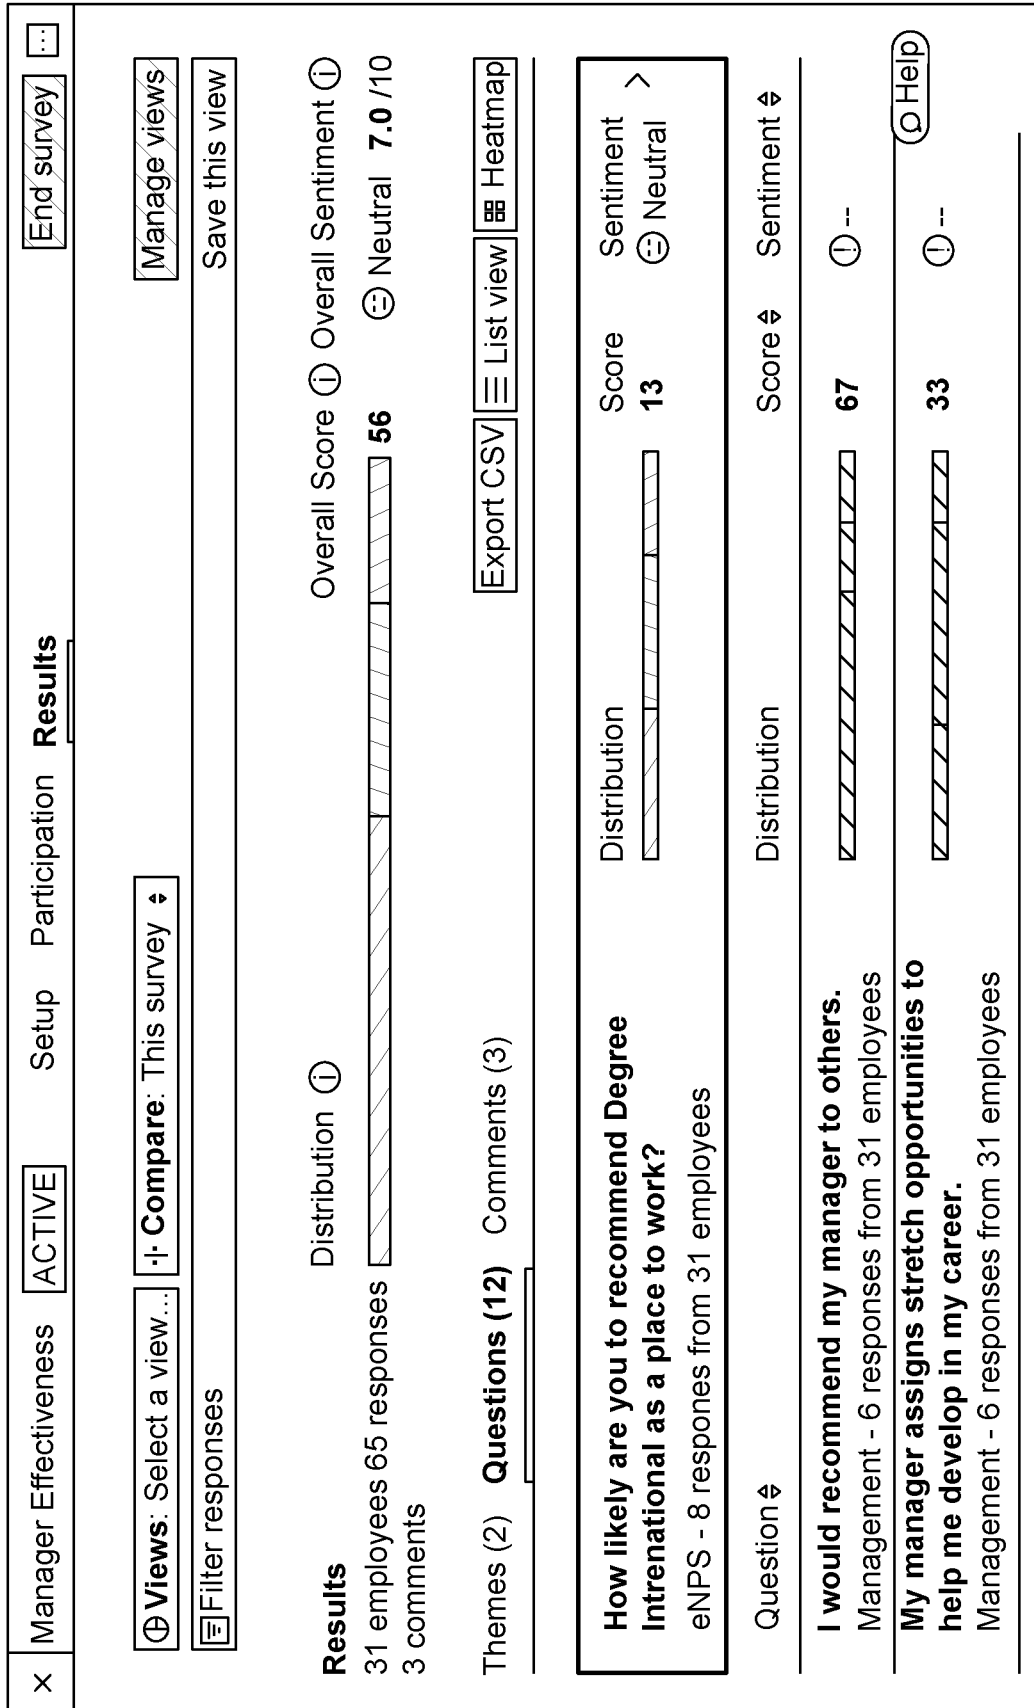 × Manager Effectiveness ACTIVE Setup Participation Results End survey ...
Views: Select a view... Compare: This survey Manage views
Filter responses Save this view
Results Distribution i Overall Score i Overall Sentiment i
31 employees 65 responses 56 Neutral 7.0 /10
3 comments
Themes (2) Questions (12) Comments (3) Export CSV List view Heatmap
How likely are you to recommend Degree Distribution Score Sentiment >
Intrenational as a place to work? 13 Neutral
eNPS - 8 respones from 31 employees
Question Distribution Score Sentiment
I would recommend my manager to others. 67 --
Management - 6 responses from 31 employees
My manager assigns stretch opportunities to Help
help me develop in my career. 33 --
Management - 6 responses from 31 employees